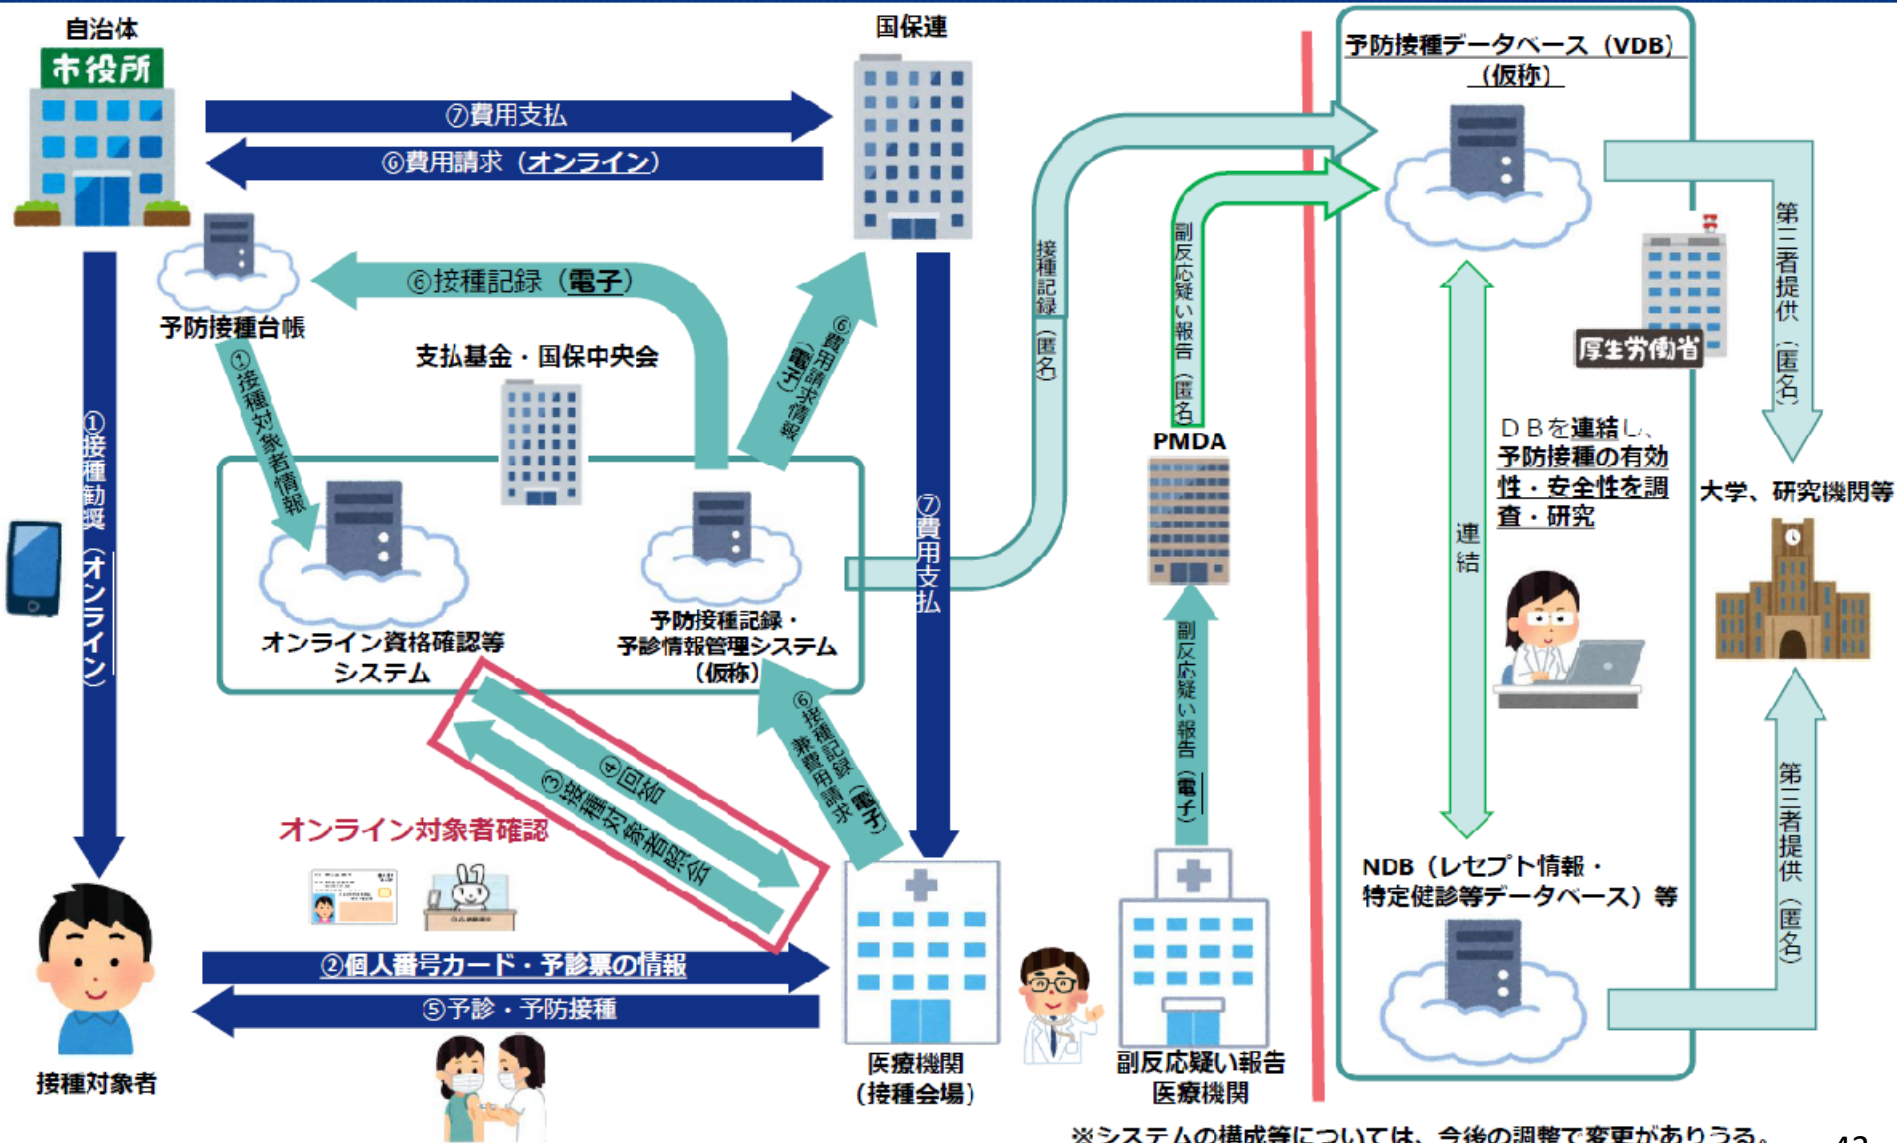 自治体
市役所
国保連
⑦費用支払
⑥費用請求（オンライン）
予防接種台帳
⑥接種記録（電子）
⑥費用請求情報
（電子）
①接種対象者情報
支払基金・国保中央会
①接種勧奨（オンライン）
オンライン資格確認等
システム
予防接種記録・
予診情報管理システム
（仮称）
⑦費用支払
④回答
③接種対象者照会
⑥接種記録
兼費用請求（電子）
オンライン対象者確認
②個人番号カード・予診票の情報
⑤予診・予防接種
接種対象者
医療機関
（接種会場）
接種記録（匿名）
副反応疑い報告（匿名）
PMDA
副反応疑い報告（電子）
副反応疑い報告
医療機関
予防接種データベース（VDB）
（仮称）
厚生労働省
第三者提供（匿名）
ＤＢを連結し、
予防接種の有効
性・安全性を調
査・研究
連結
大学、研究機関等
NDB（レセプト情報・
特定健診等データベース）等
第三者提供（匿名）
※システムの構成等については、今後の調整で変更がありうる。